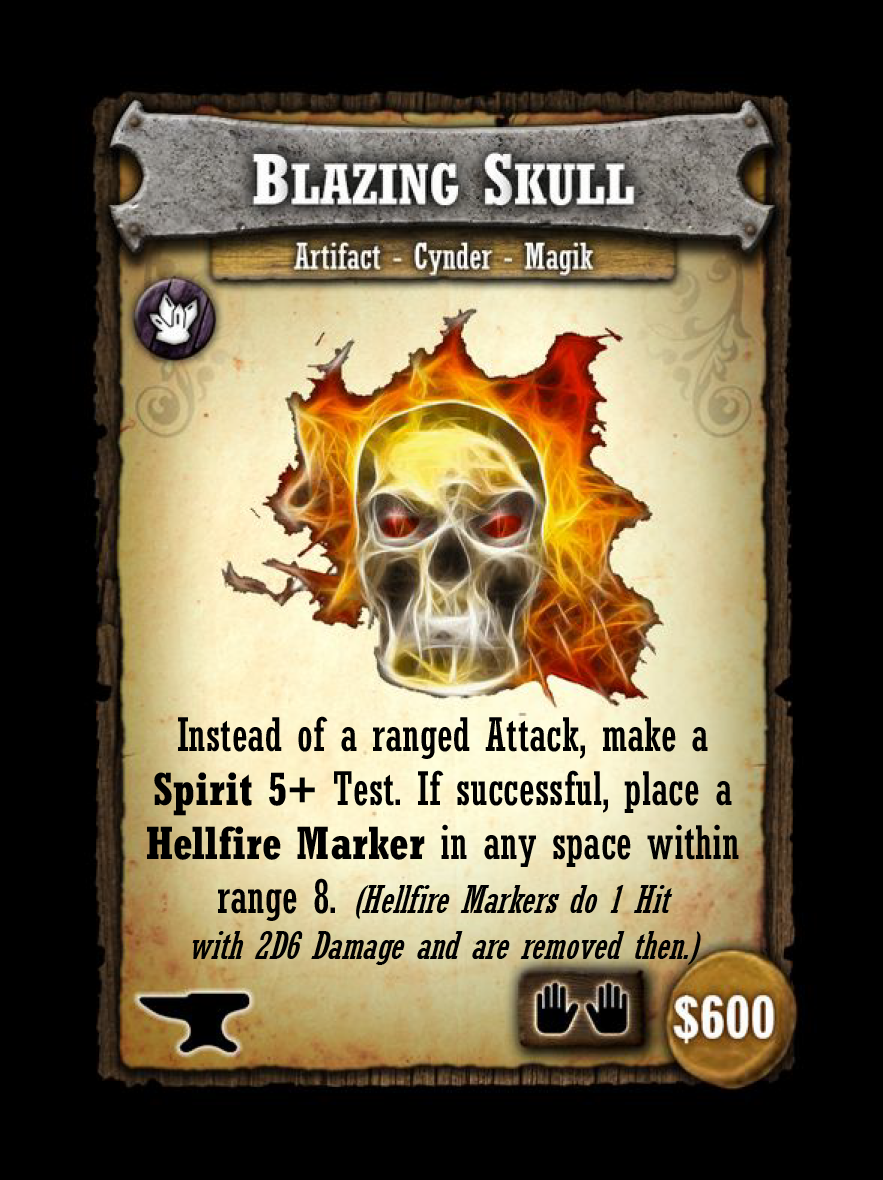 Blazing Skull
Artifact - Cynder - Magik
Instead of a ranged Attack, make a
Spirit 5+ Test. If successful, place a
Hellfire Marker in any space within
range 8. (Hellfire Markers do 1 Hit
with 2D6 Damage and are removed then.)
$600